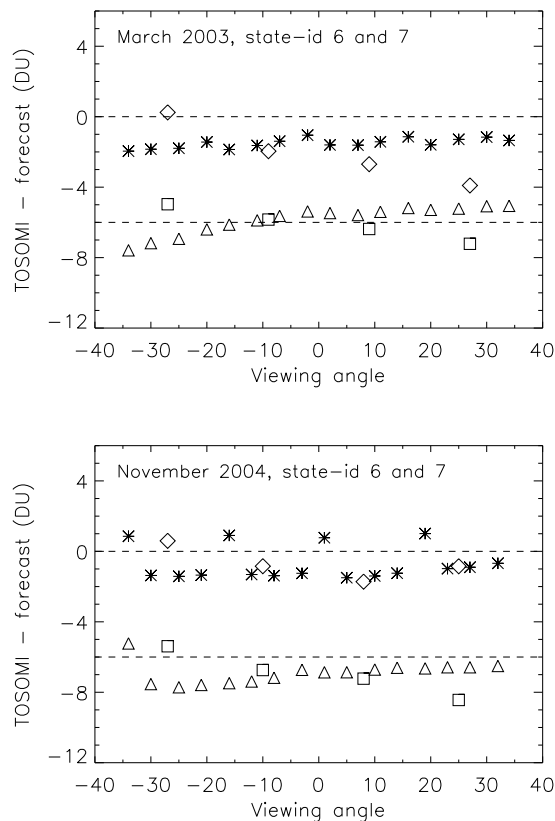 March 2003, state-id 6 and 7
TOSOMI - forecast (DU)
4
0
-4
-8
-12
-40 -30 -20 -10 0 10 20 30 40
Viewing angle
November 2004, state-id 6 and 7
TOSOMI - forecast (DU)
4
0
-4
-8
-12
-40 -30 -20 -10 0 10 20 30 40
Viewing angle